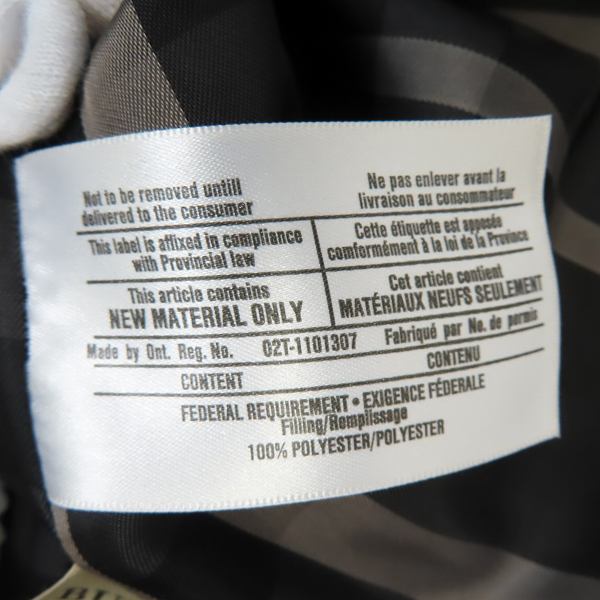 Not to be removed untill
delivered to the consumer
Ne pas enlever avant la
livraison au consommateur
This label is affixed in compliance
with Provincial law
Cette étiquette est apposée
comformément à la loi de la Province
This article contains
NEW MATERIAL ONLY
Cet article contient
MATÉRIAUX NEUFS SEULEMENT
Made by Ont. Reg. No. 02T-1101307 Fabriqué par No. de permis
CONTENT CONTENU
FEDERAL REQUIREMENT • EXIGENCE FÉDERALE
Filling/Remplissage
100% POLYESTER/POLYESTER